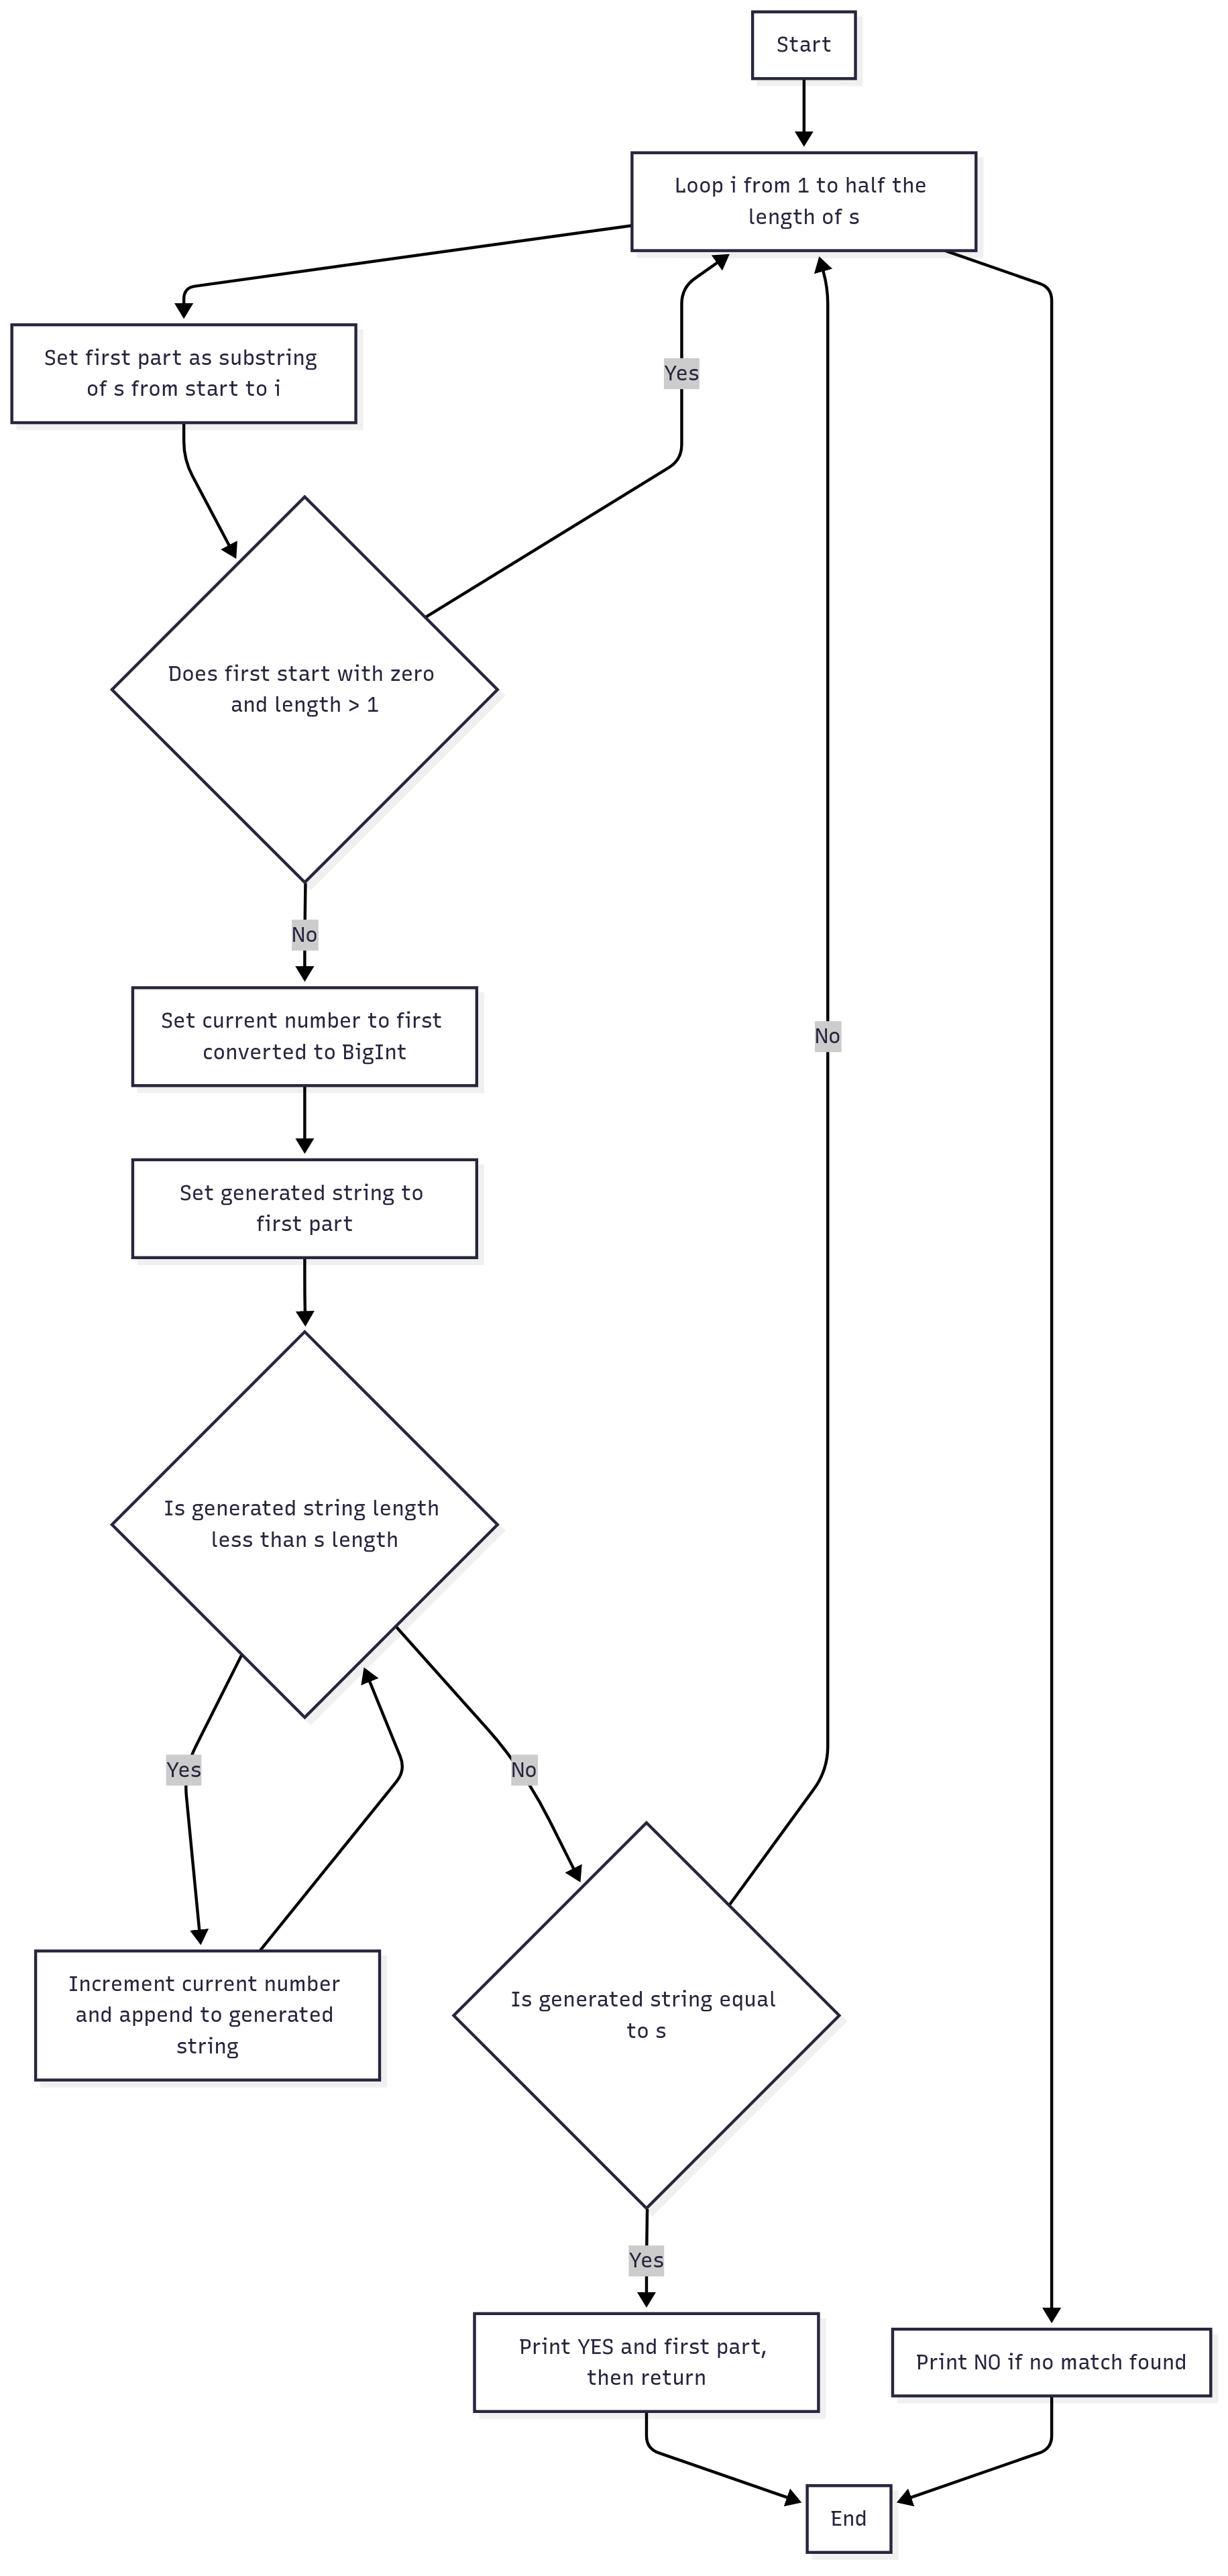 Start
Loop i from 1 to half the
length of s
Set first part as substring
of s from start to i
Yes
Does first start with zero
and length > 1
No
Set current number to first
converted to BigInt
No
Set generated string to
first part
Is generated string length
less than s length
Yes
No
Increment current number
and append to generated
string
Is generated string equal
to s
Yes
Print YES and first part,
then return
Print NO if no match found
End